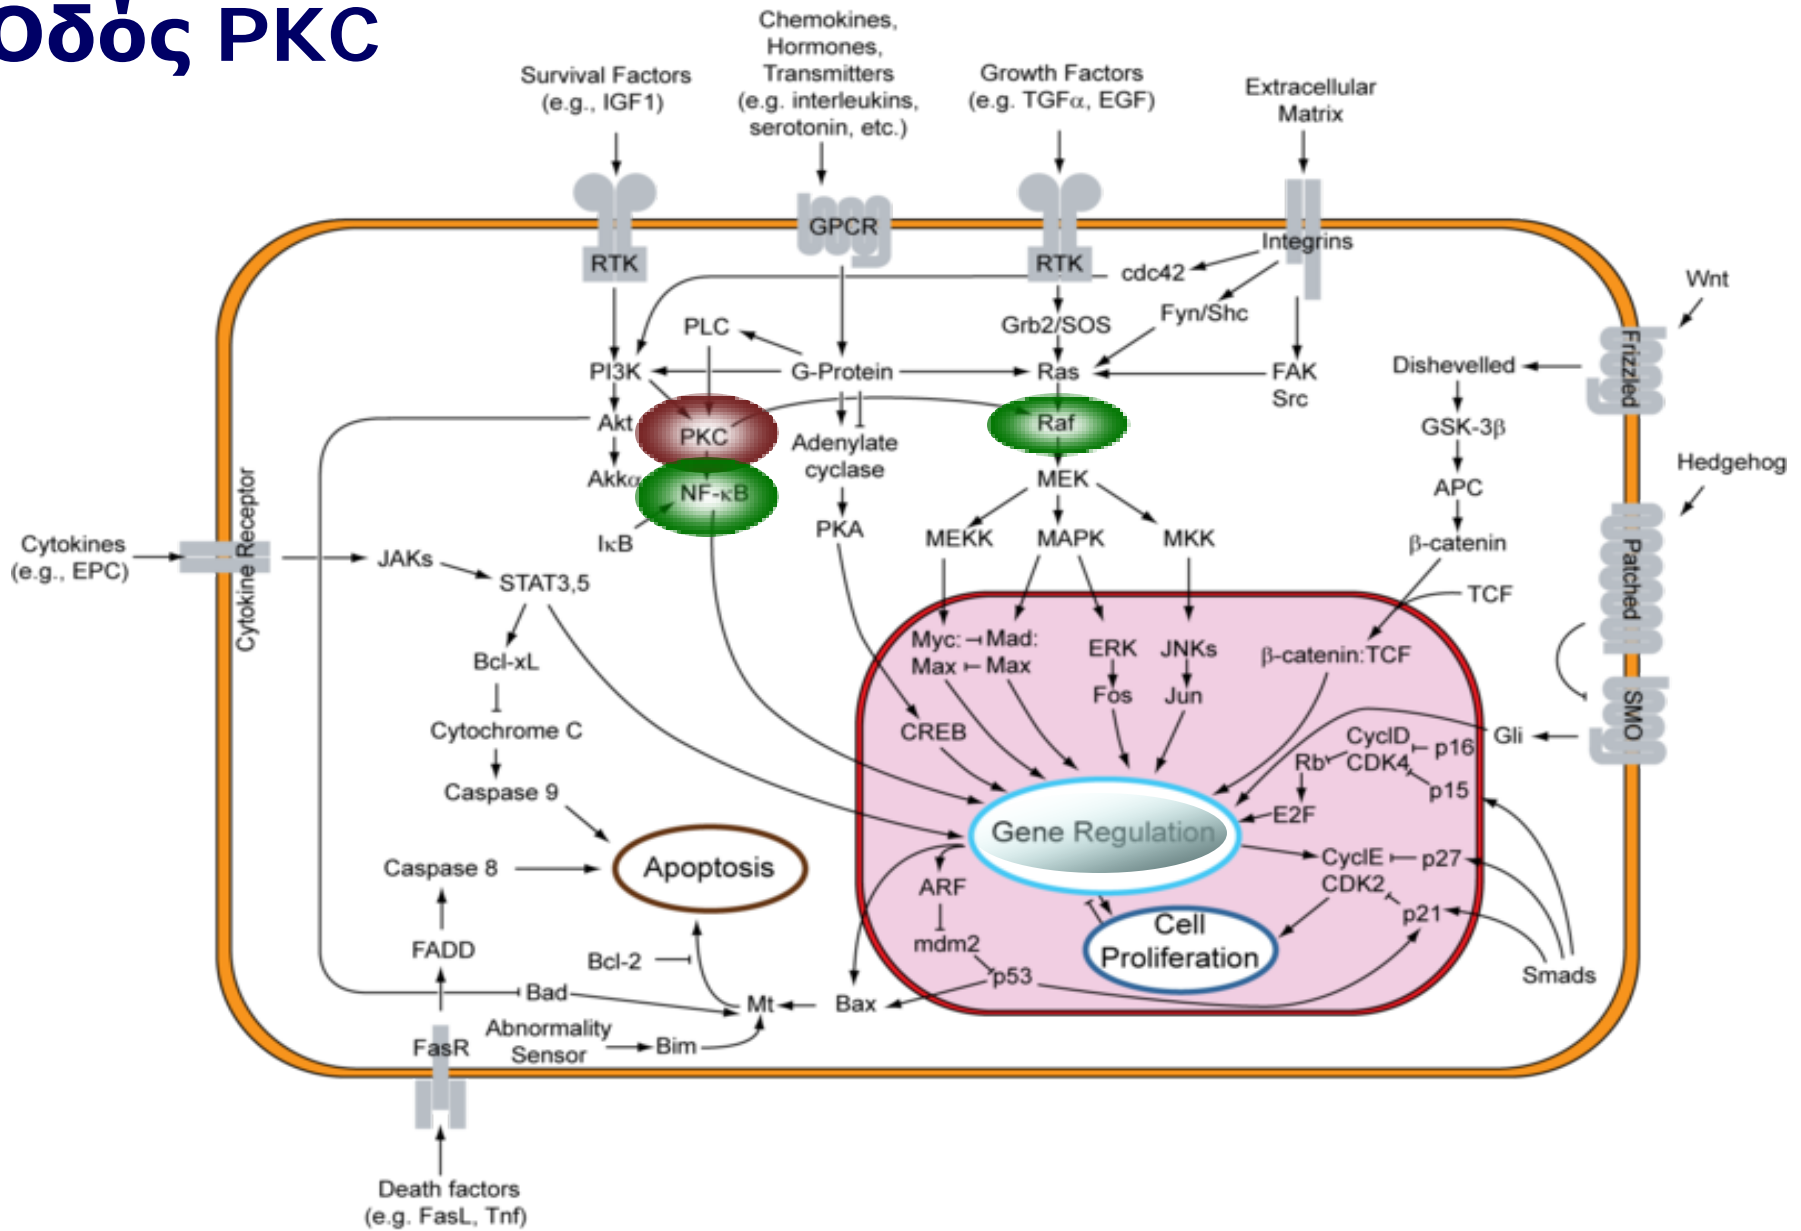 Οδός PKC
Chemokines,
Hormones,
Transmitters
(e.g. interleukins,
serotonin, etc.)
Survival Factors
(e.g., IGF1)
Growth Factors
(e.g. TGFα, EGF)
Extracellular
Matrix
RTK
GPCR
RTK
Integrins
cdc42
Wnt
Fyn/Shc
Grb2/SOS
PLC
Frizzled
PI3K
G-Protein
Ras
FAK
Src
Dishevelled
Akt
PKC
Raf
GSK-3β
Adenylate
cyclase
Hedgehog
Akkα
NF-κB
MEK
APC
PKA
IκB
MEKK
MAPK
MKK
β-catenin
Patched
Cytokines
(e.g., EPC)
Cytokine Receptor
JAKs
STAT3,5
TCF
Myc:
Mad:
Max
Max
ERK
JNKs
β-catenin:TCF
Bcl-xL
Fos
Jun
SMO
Cytochrome C
CREB
Gli
CyclD
CDK4
p16
Rb
p15
Caspase 9
E2F
Gene Regulation
Caspase 8
Apoptosis
CyclE
CDK2
p27
ARF
p21
Cell
Proliferation
FADD
mdm2
Bcl-2
p53
Smads
Bad
Mt
Bax
Abnormality
Sensor
Bim
FasR
Death factors
(e.g. FasL, Tnf)